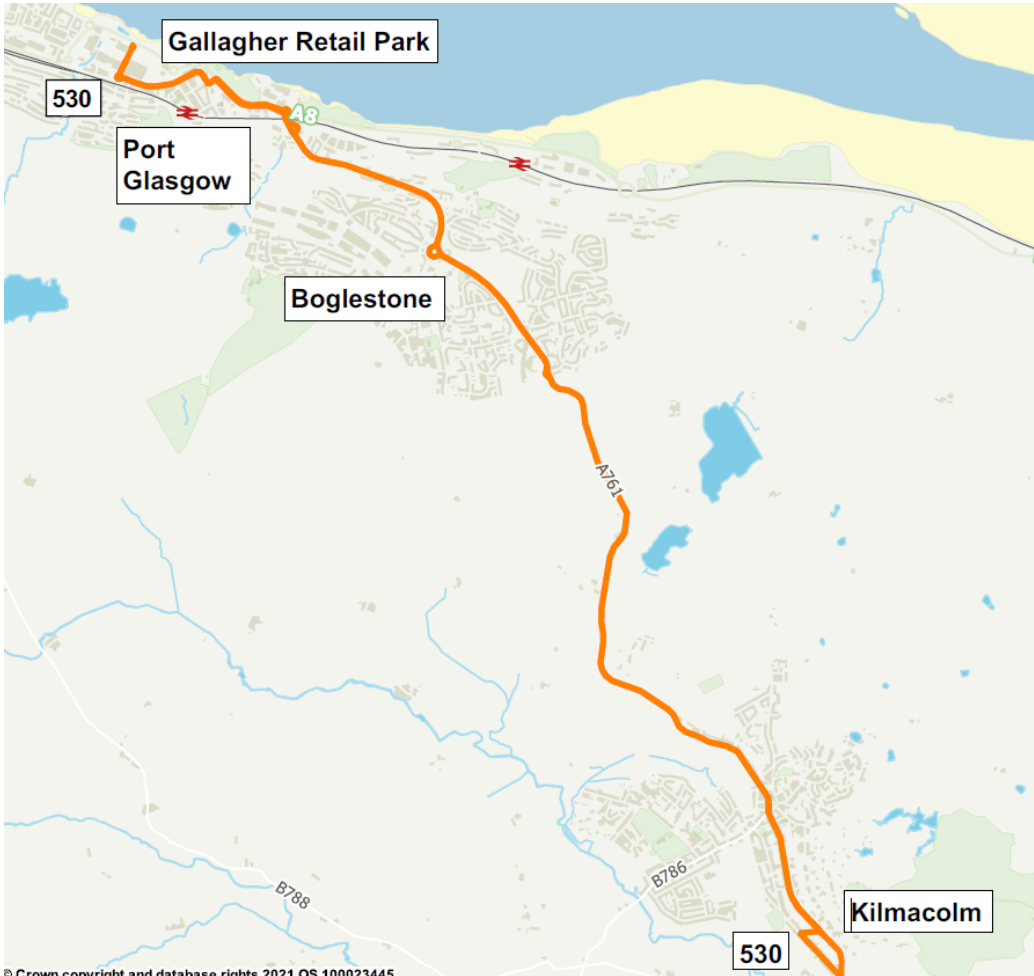 Gallagher Retail Park
530
A8
Port
Glasgow
Boglestone
A761
B786
B788
Kilmacolm
530
© Crown copyright and database rights 2021 OS 100023445